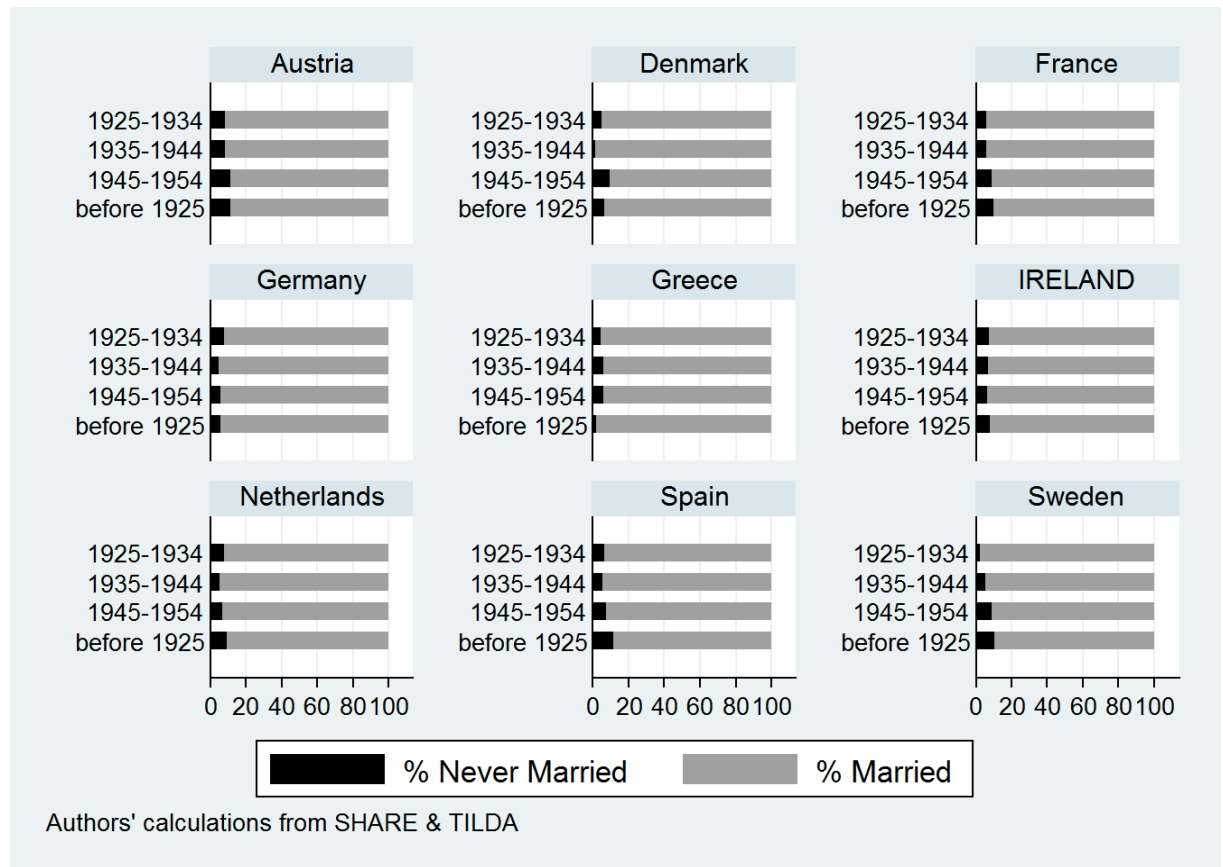 Austria Denmark France
1925-1934 1925-1934 1925-1934
1935-1944 1935-1944 1935-1944
1945-1954 1945-1954 1945-1954
before 1925 before 1925 before 1925
Germany Greece IRELAND
1925-1934 1925-1934 1925-1934
1935-1944 1935-1944 1935-1944
1945-1954 1945-1954 1945-1954
before 1925 before 1925 before 1925
Netherlands Spain Sweden
1925-1934 1925-1934 1925-1934
1935-1944 1935-1944 1935-1944
1945-1954 1945-1954 1945-1954
before 1925 before 1925 before 1925
0 20 40 60 80 100 0 20 40 60 80 100 0 20 40 60 80 100
% Never Married % Married
Authors' calculations from SHARE & TILDA